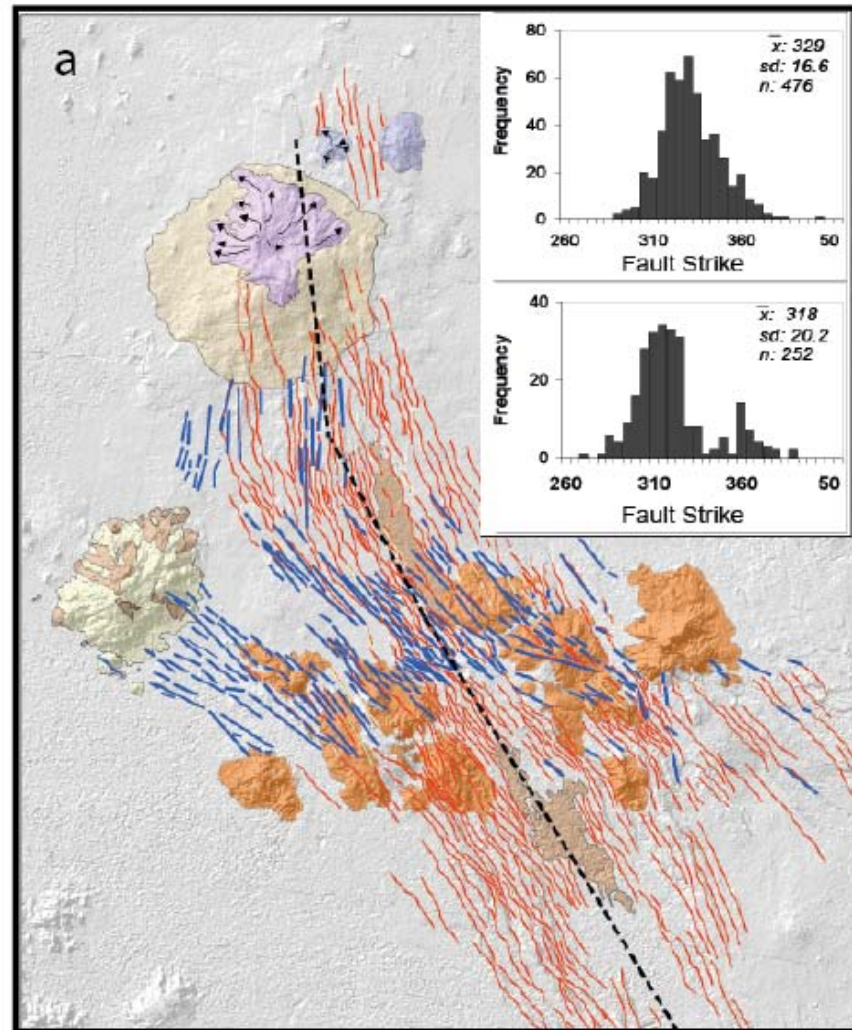 a
80
60
40
20
0
Frequency
x̄: 329
sd: 16.6
n: 476
260 310 360 50
Fault Strike
40
20
0
Frequency
x̄: 318
sd: 20.2
n: 252
260 310 360 50
Fault Strike